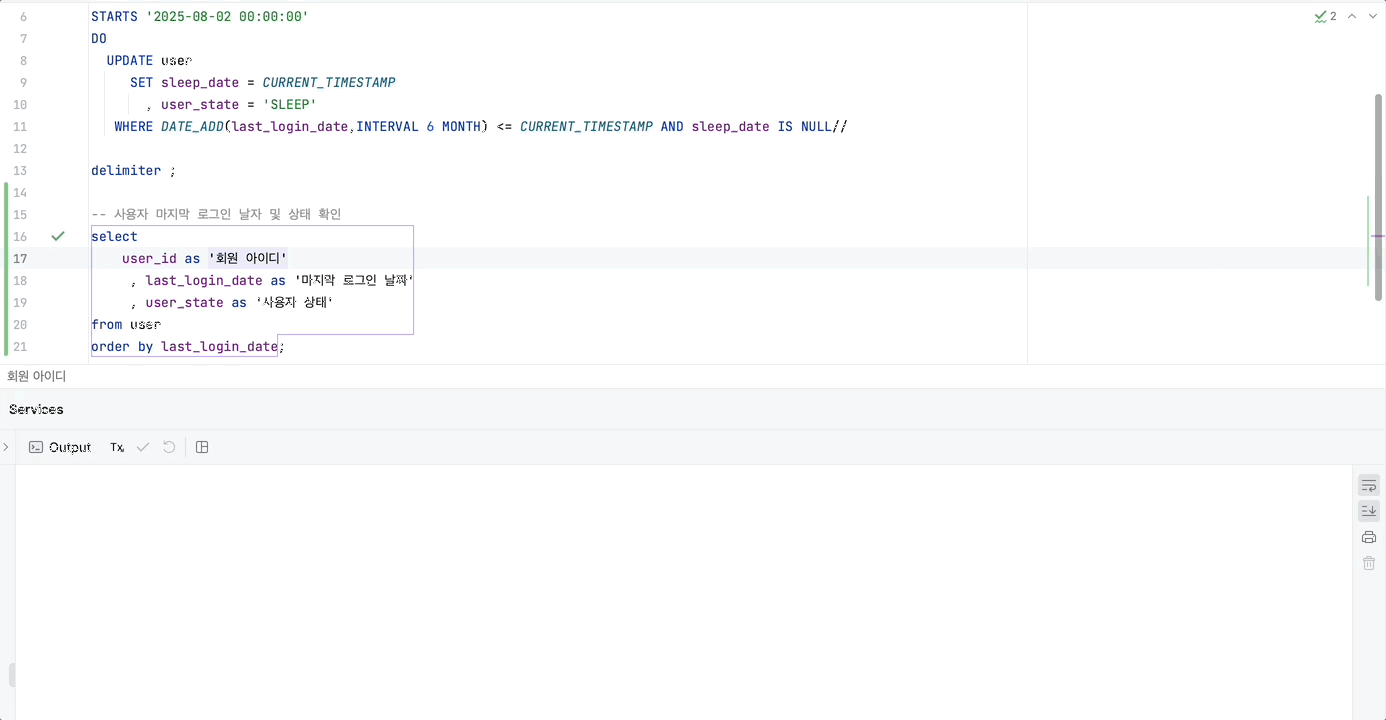 6 STARTS '2025-08-02 00:00:00'
7 DO
8 UPDATE user
9 SET sleep_date = CURRENT_TIMESTAMP
10 , user_state = 'SLEEP'
11 WHERE DATE_ADD(last_login_date,INTERVAL 6 MONTH) <= CURRENT_TIMESTAMP AND sleep_date IS NULL//
12
13 delimiter ;
14
15 -- 사용자 마지막 로그인 날자 및 상태 확인
16 select
17 user_id as '회원 아이디'
18 , last_login_date as '마지막 로그인 날짜'
19 , user_state as '사용자 상태'
20 from user
21 order by last_login_date;
2
회원 아이디
Services
Output Tx